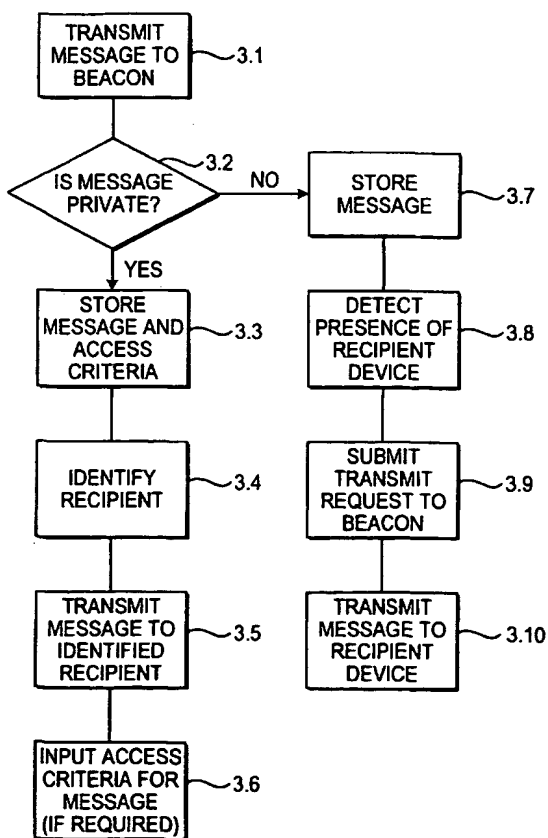 TRANSMIT
MESSAGE TO
BEACON
3.1
IS MESSAGE
PRIVATE?
3.2
NO
YES
STORE
MESSAGE AND
ACCESS
CRITERIA
3.3
IDENTIFY
RECIPIENT
3.4
TRANSMIT
MESSAGE TO
IDENTIFIED
RECIPIENT
3.5
INPUT ACCESS
CRITERIA FOR
MESSAGE
(IF REQUIRED)
3.6
STORE
MESSAGE
3.7
DETECT
PRESENCE OF
RECIPIENT
DEVICE
3.8
SUBMIT
TRANSMIT
REQUEST TO
BEACON
3.9
TRANSMIT
MESSAGE TO
RECIPIENT
DEVICE
3.10